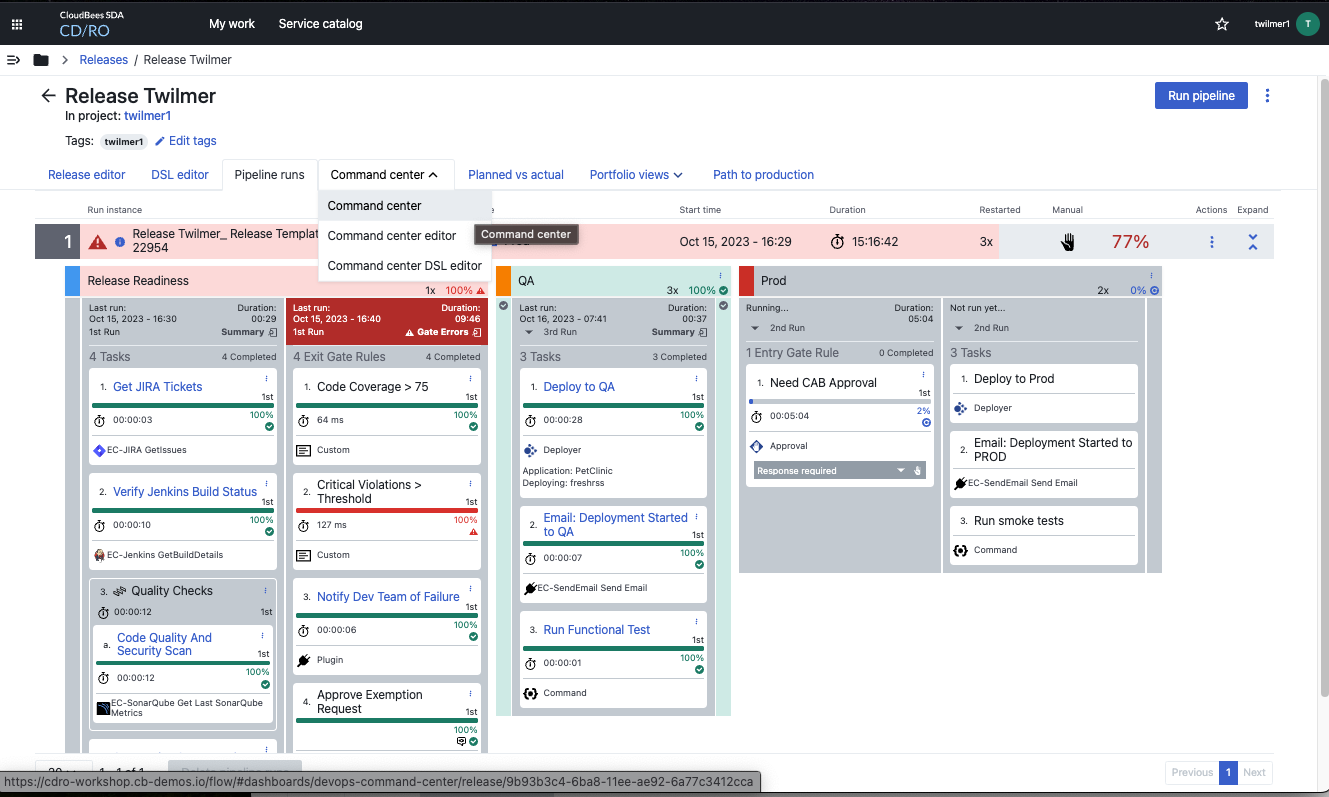 CloudBees SDA
CD/RO
My work
Service catalog
twilmer1
T
Releases / Release Twilmer
Release Twilmer
In project: twilmer1
Tags: twilmer1 Edit tags
Run pipeline
Release editor
DSL editor
Pipeline runs
Command center
Planned vs actual
Portfolio views
Path to production
Command center
Command center editor
Command center DSL editor
Command center
Run instance
Start time
Duration
Restarted
Manual
Actions
Expand
1
Release Twilmer_ Release Templat
22954
Oct 15, 2023 - 16:29
15:16:42
3x
77%
Release Readiness
1x 100%
Last run:
Duration:
Oct 15, 2023 - 16:30
00:29
1st Run
Summary
4 Tasks
4 Completed
1. Get JIRA Tickets
1st
100%
00:00:03
EC-JIRA GetIssues
2. Verify Jenkins Build Status
1st
100%
00:00:10
EC-Jenkins GetBuildDetails
3. Quality Checks
00:00:12
1st
a. Code Quality And
Security Scan
1st
100%
00:00:12
EC-SonarQube Get Last SonarQube
Metrics
Last run:
Duration:
Oct 15, 2023 - 16:40
09:46
1st Run
Gate Errors
4 Exit Gate Rules
4 Completed
1. Code Coverage > 75
1st
100%
64 ms
Custom
2. Critical Violations >
Threshold
1st
100%
127 ms
Custom
3. Notify Dev Team of Failure
1st
100%
00:00:06
Plugin
4. Approve Exemption
Request
1st
100%
QA
3x 100%
Last run:
Duration:
Oct 16, 2023 - 07:41
00:37
3rd Run
Summary
3 Tasks
3 Completed
1. Deploy to QA
1st
100%
00:00:28
Deployer
Application: PetClinic
Deploying: freshrss
2. Email: Deployment Started
to QA
1st
100%
00:00:07
EC-SendEmail Send Email
3. Run Functional Test
1st
100%
00:00:01
Command
Prod
2x 0%
Running...
Duration:
05:04
2nd Run
1 Entry Gate Rule
0 Completed
1. Need CAB Approval
1st
2%
00:05:04
Approval
Response required
Not run yet...
2nd Run
3 Tasks
1. Deploy to Prod
Deployer
2. Email: Deployment Started to
PROD
EC-SendEmail Send Email
3. Run smoke tests
Command
Previous
1
Next
https://cdro-workshop.cb-demos.io/flow/#dashboards/devops-command-center/release/9b93b3c4-6ba8-11ee-ae92-6a77c3412cca